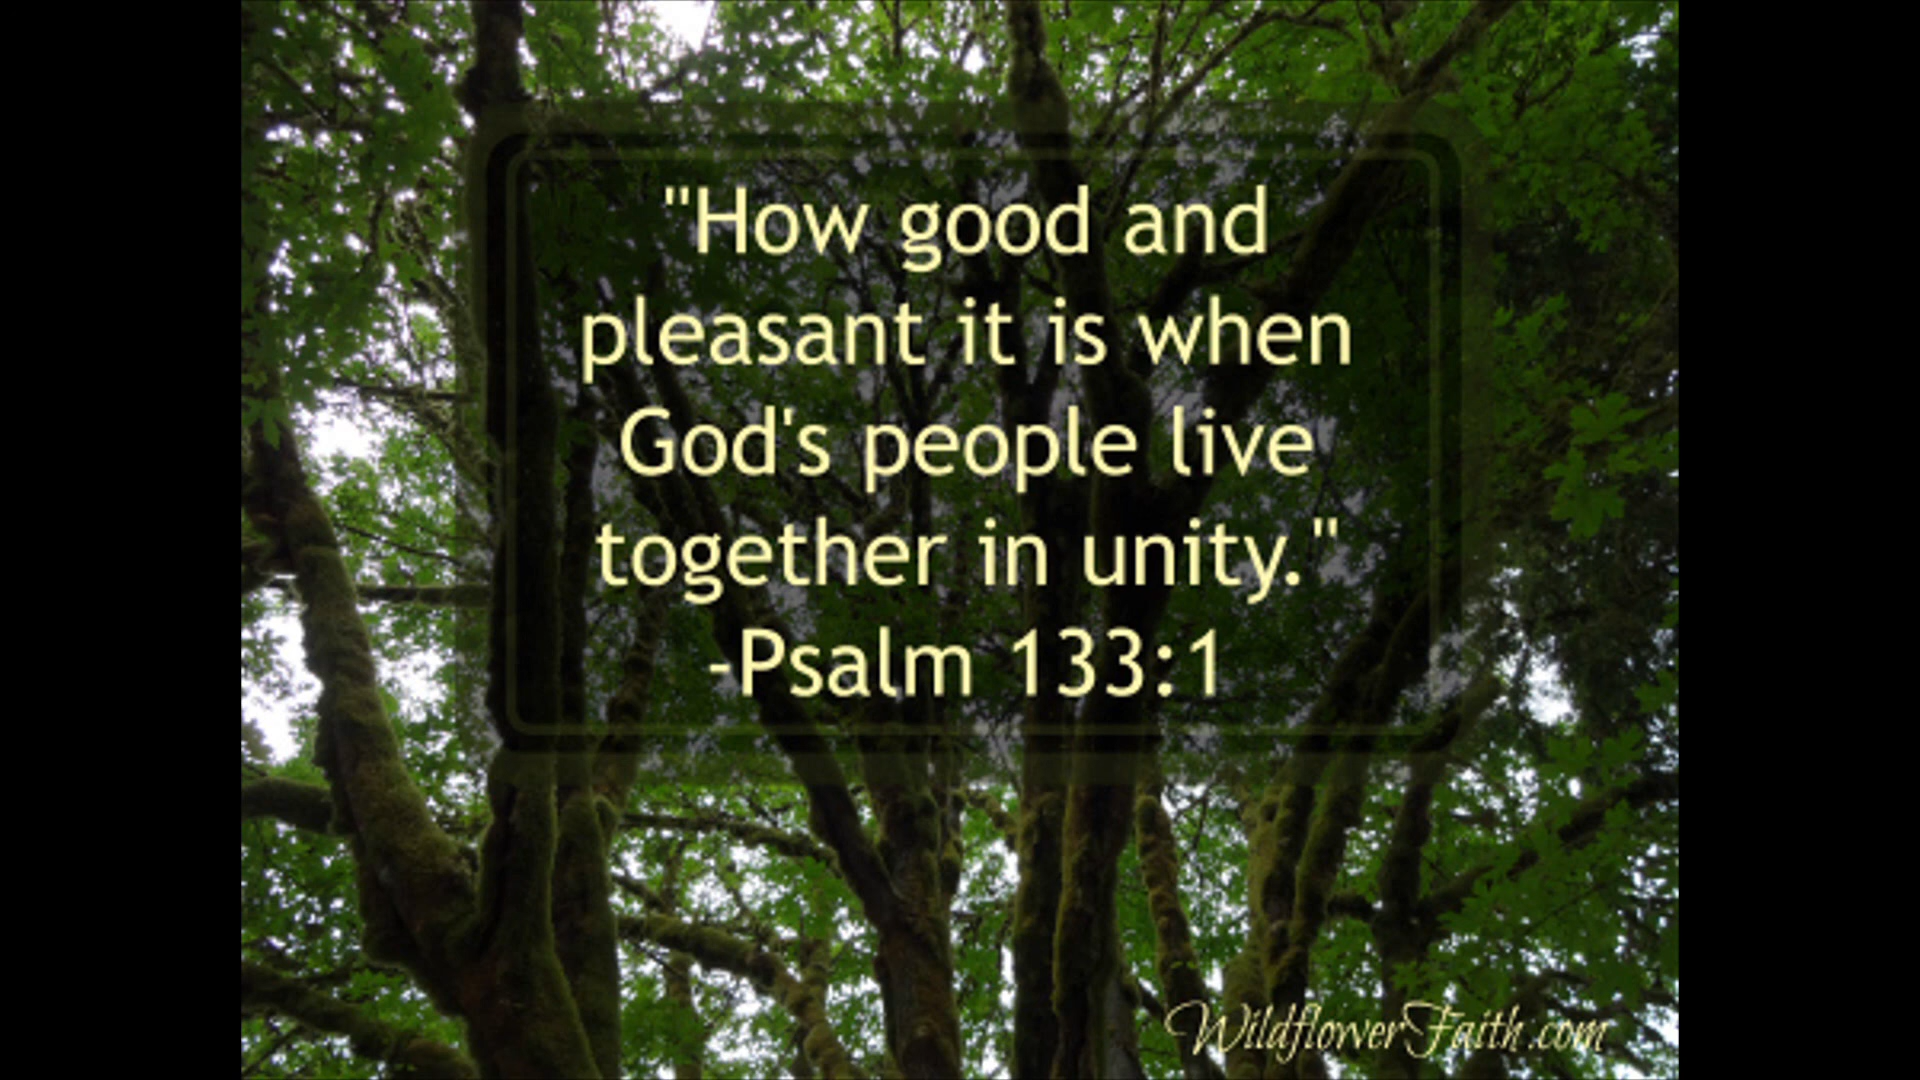 "How good and
pleasant it is when
God's people live
together in unity."
-Psalm 133:1
WildflowerFaith.com